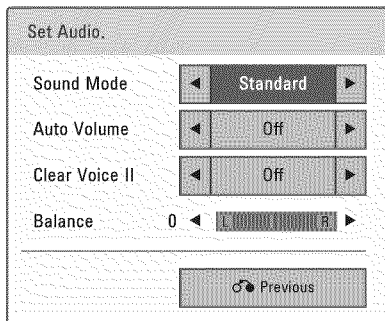 Set Audio.
Sound Mode ◄ Standard ►
Auto Volume ◄ Off ►
Clear Voice II ◄ Off ►
Balance 0 ◄ L R ►
Previous